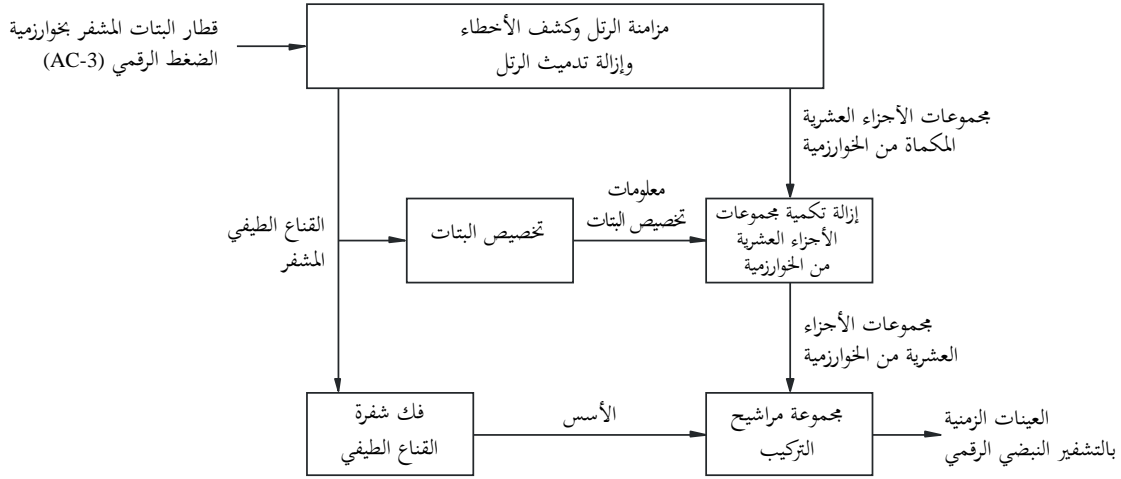 قطار البتات المشفر بخوارزمية
الضغط الرقمي (AC-3)
مزامنة الرتل وكشف الأخطاء
وإزالة تدميث الرتل
مجموعات الأجزاء العشرية
المكماة من الخوارزمية
القناع الطيفي
المشفر
تخصيص البتات
معلومات
تخصيص البتات
إزالة تكمية مجموعات
الأجزاء العشرية
من الخوارزمية
مجموعات الأجزاء
العشرية من الخوارزمية
فك شفرة
القناع الطيفي
الأسس
مجموعة مراشيح
التركيب
العينات الزمنية
بالتشفير النبضي الرقمي